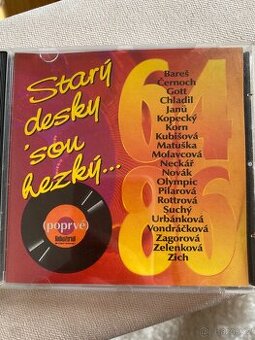 Starý
desky
'sou
hezký...
64
86
Bareš
Černoch
Gott
Chladil
Janů
Kopecký
Korn
Kubišová
Matuška
Molavcová
Neckář
Novák
Olympic
Pilarová
Rottrová
Suchý
Urbánková
Vondráčková
Zagorová
Zelenková
Zich
(poprvé)